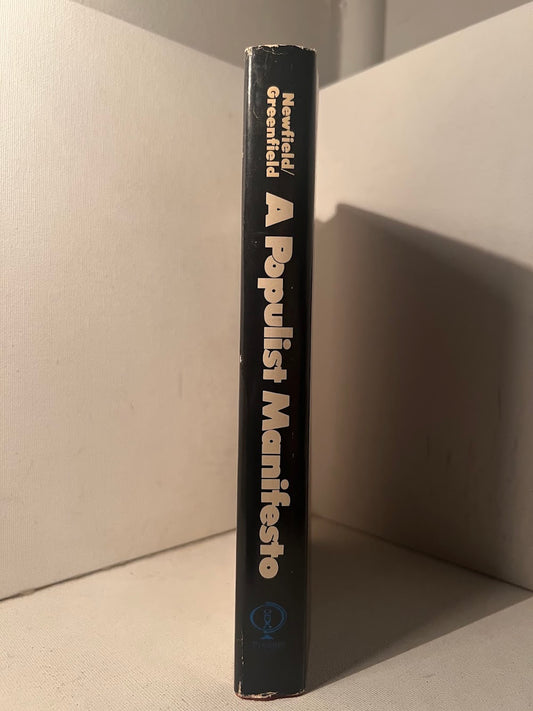 Newfield/
Greenfield
A Populist Manifesto